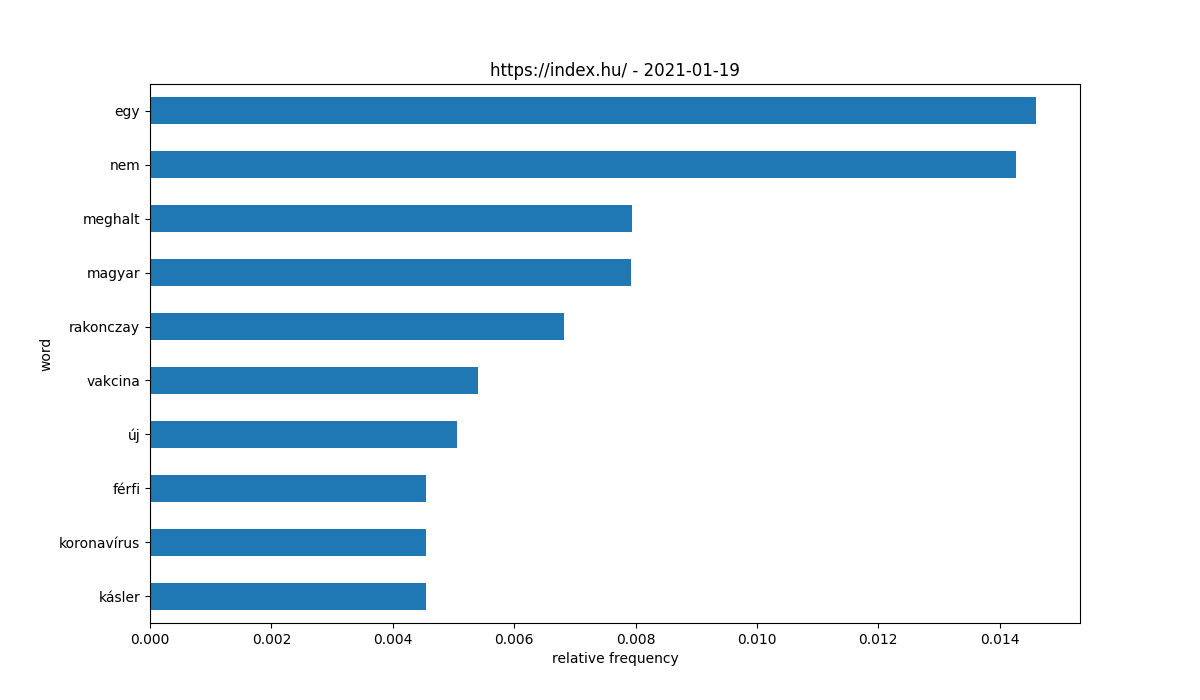 https://index.hu/ - 2021-01-19
egy
nem
meghalt
magyar
rakonczay
vakcina
új
férfi
koronavírus
kásler
word
0.000 0.002 0.004 0.006 0.008 0.010 0.012 0.014
relative frequency